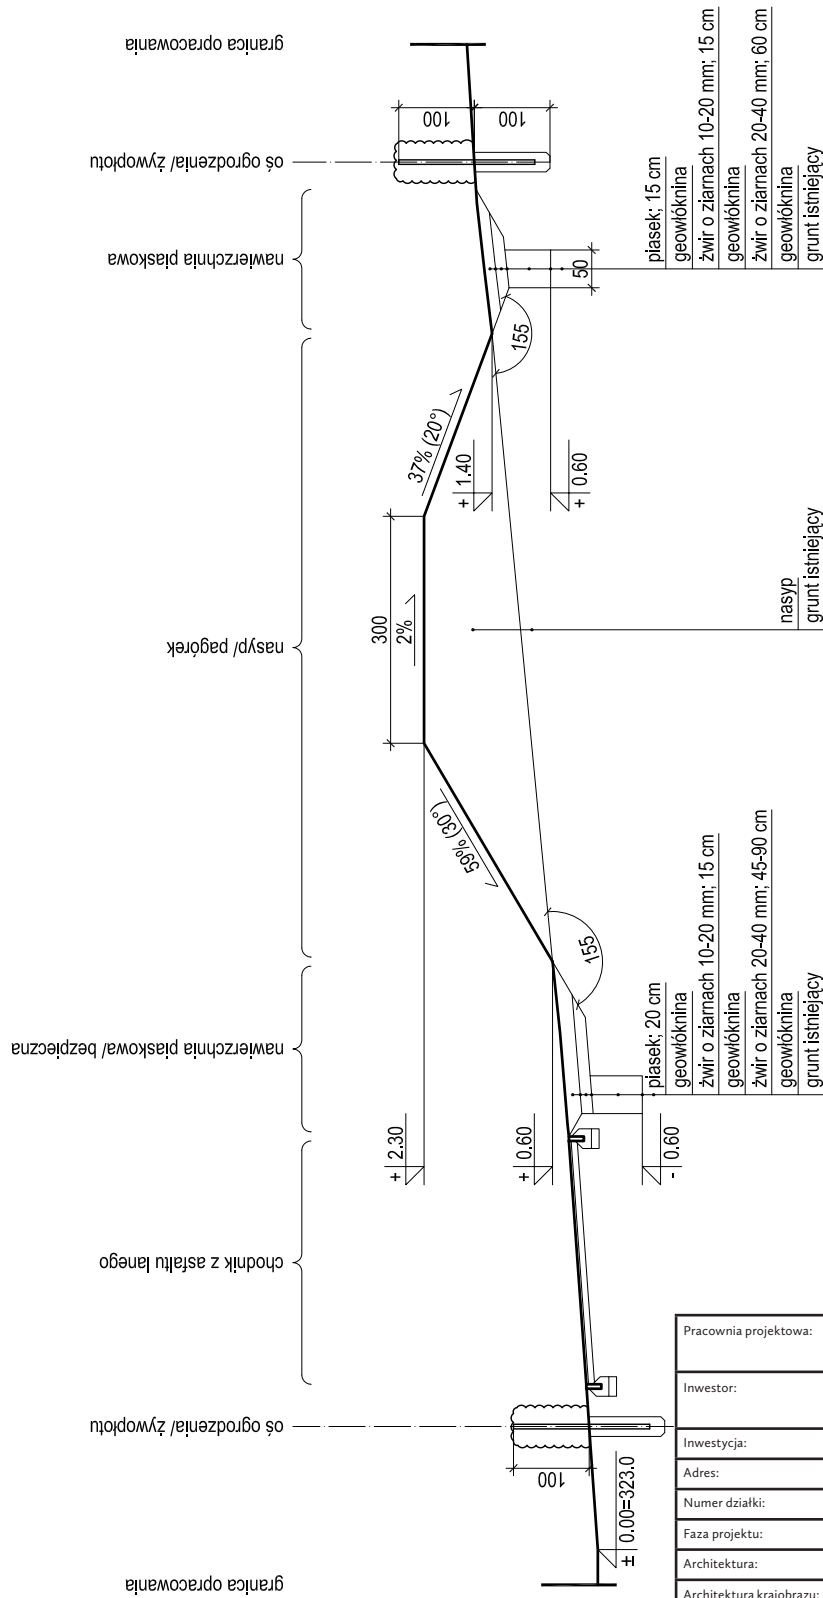 granica opracowania
oś ogrodzenia/ żywopłotu
nawierzchnia piaskowa
nasyp/ pagórek
nawierzchnia piaskowa/ bezpieczna
chodnik z asfaltu lanego
oś ogrodzenia/ żywopłotu
granica opracowania
100
100
50
155
37% (20°)
+ 1.40
+ 0.60
300
2%
59% (30°)
155
+ 2.30
+ 0.60
- 0.60
100
± 0.00=323.0
piasek; 15 cm
geowłóknina
żwir o ziarnach 10-20 mm; 15 cm
geowłóknina
żwir o ziarnach 20-40 mm; 60 cm
geowłóknina
grunt istniejący
nasyp
grunt istniejący
piasek; 20 cm
geowłóknina
żwir o ziarnach 10-20 mm; 15 cm
geowłóknina
żwir o ziarnach 20-40 mm; 45-90 cm
geowłóknina
grunt istniejący
Pracownia projektowa:
Inwestor:
Inwestycja:
Adres:
Numer działki:
Faza projektu:
Architektura:
Architektura krajobrazu: